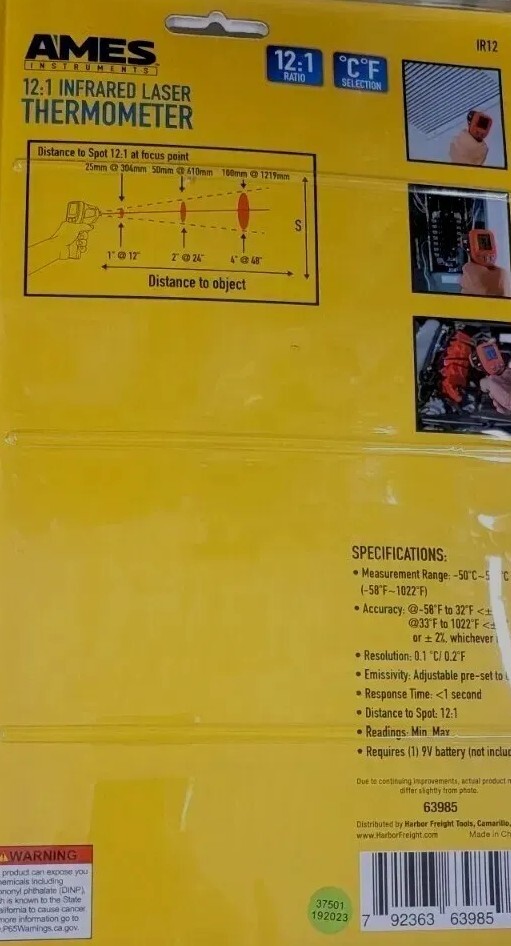 AMES
INSTRUMENTS
12:1 INFRARED LASER
THERMOMETER
12:1
RATIO
°C°F
SELECTION
IR12
Distance to Spot 12:1 at focus point
25mm @ 304mm 50mm @ 610mm 100mm @ 1219mm
S
1" @ 12" 2" @ 24" 4" @ 48"
Distance to object
SPECIFICATIONS:
• Measurement Range: -50°C~5 °C
(-58°F~1022°F)
• Accuracy: @-58°F to 32°F <±
@33°F to 1022°F <±
or ± 2%, whichever
• Resolution: 0.1 °C/ 0.2°F
• Emissivity: Adjustable pre-set to
• Response Time: <1 second
• Distance to Spot: 12:1
• Readings: Min Max
• Requires (1) 9V battery (not includ
Due to continuing improvements, actual product m
differ slightly from photo.
63985
Distributed by Harbor Freight Tools, Camarillo,
www.HarborFreight.com Made in Ch
WARNING
product can expose you
emicals including
nonyl phthalate (DINP),
h is known to the State
alifornia to cause cancer.
more information go to
.P65Warnings.ca.gov.
37501
192023
7 92363 63985